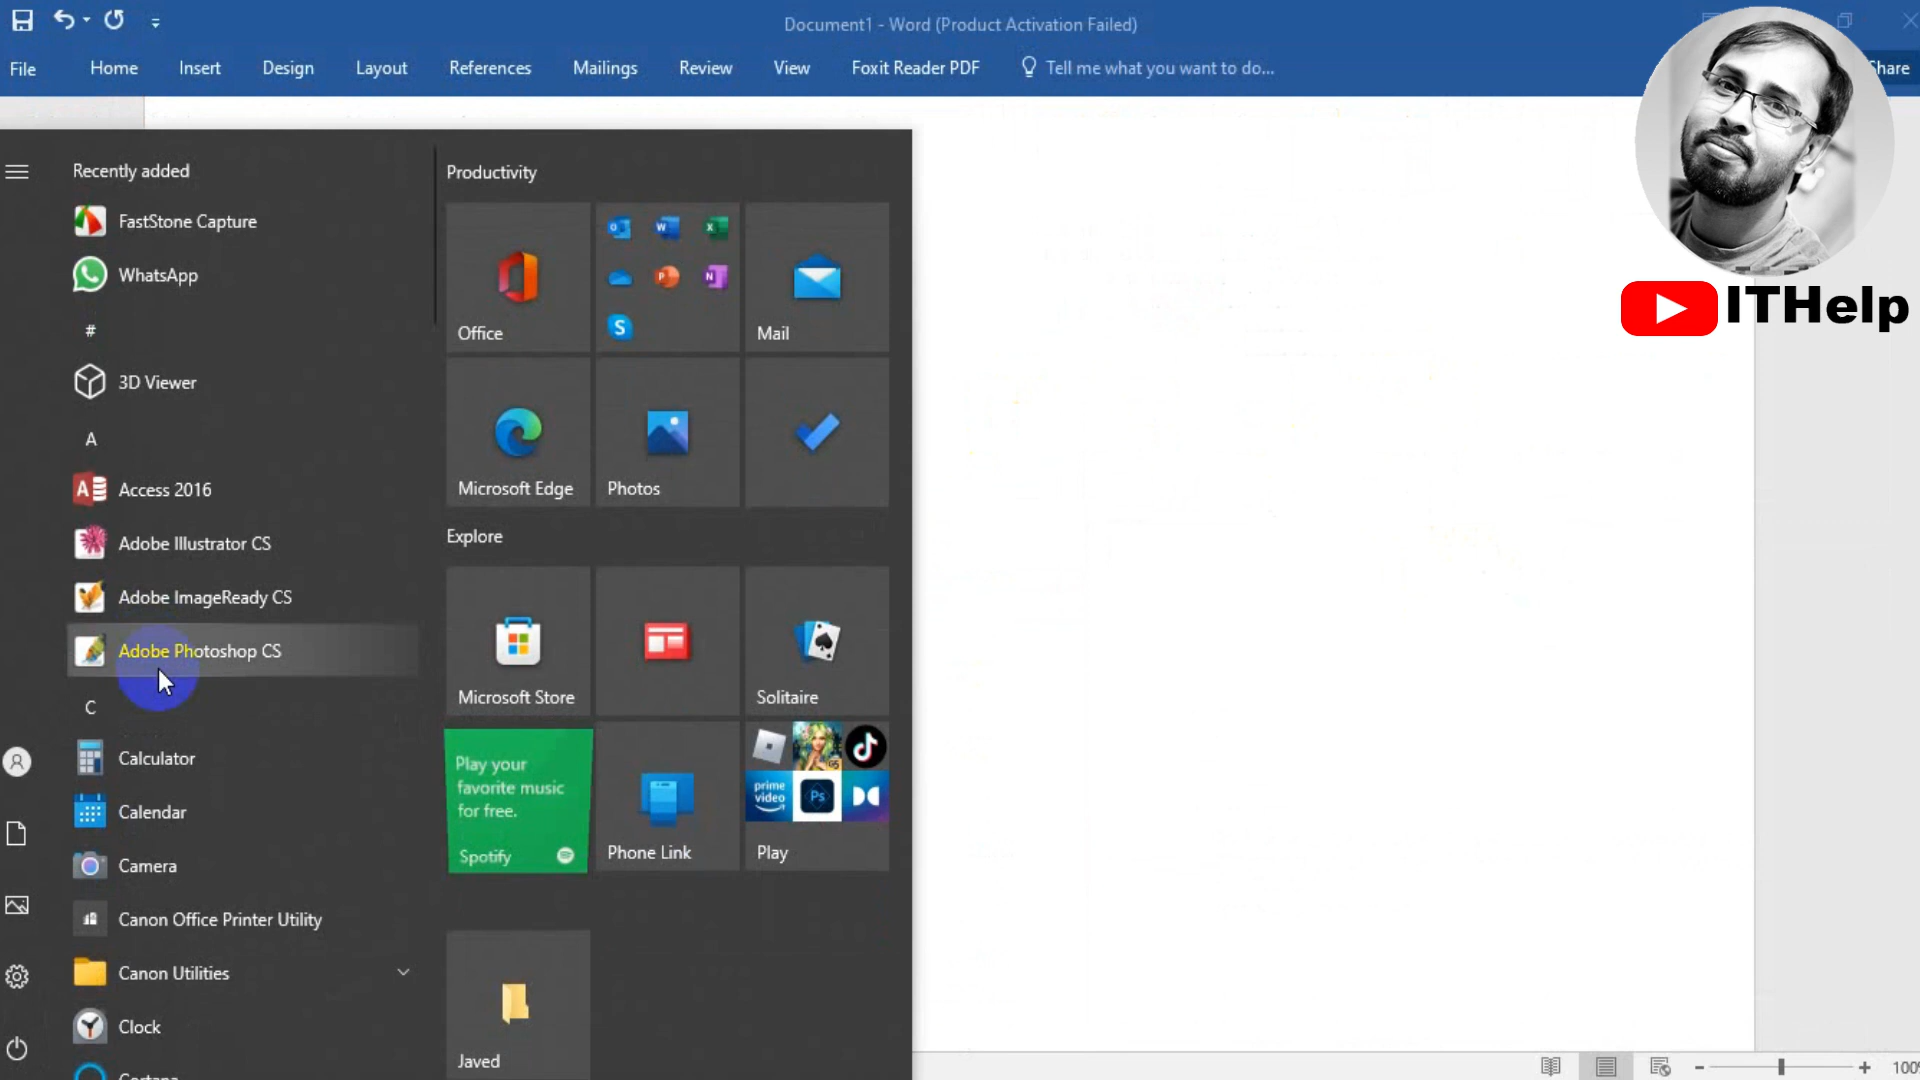 Document1 - Word (Product Activation Failed)
File Home Insert Design Layout References Mailings Review View Foxit Reader PDF Tell me what you want to do... Share
ITHelp
Recently added
FastStone Capture
WhatsApp
#
3D Viewer
A
Access 2016
Adobe Illustrator CS
Adobe ImageReady CS
Adobe Photoshop CS
C
Calculator
Calendar
Camera
Canon Office Printer Utility
Canon Utilities
Clock
Productivity
Office
Mail
Microsoft Edge
Photos
Explore
Microsoft Store
Solitaire
Play your
favorite music
for free.
Spotify
Phone Link
prime
video
Ps
Play
Javed
100%